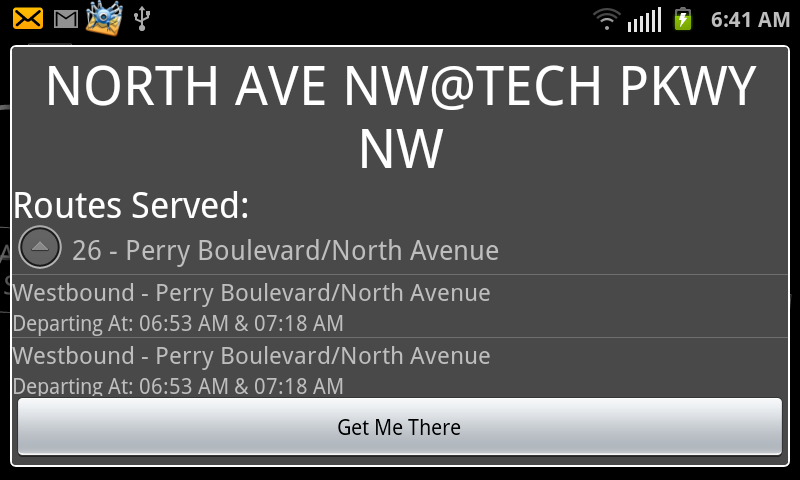 6:41 AM
NORTH AVE NW@TECH PKWY
NW
Routes Served:
26 - Perry Boulevard/North Avenue
Westbound - Perry Boulevard/North Avenue
Departing At: 06:53 AM & 07:18 AM
Westbound - Perry Boulevard/North Avenue
Departing At: 06:53 AM & 07:18 AM
Get Me There